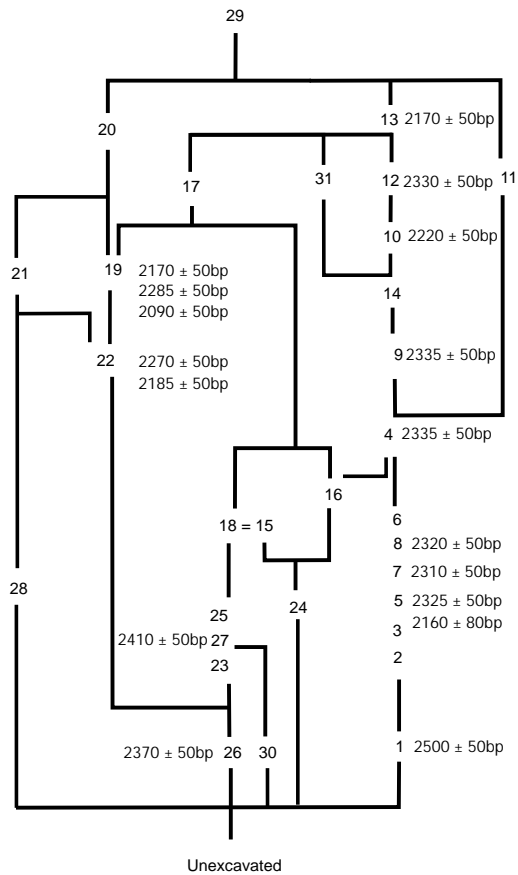 29
13 2170 ± 50bp
20
17
31
12 2330 ± 50bp
11
10 2220 ± 50bp
21
19 2170 ± 50bp
2285 ± 50bp
2090 ± 50bp
14
22 2270 ± 50bp
2185 ± 50bp
9 2335 ± 50bp
4 2335 ± 50bp
16
18 = 15
6
8 2320 ± 50bp
7 2310 ± 50bp
28
5 2325 ± 50bp
24
25
3 2160 ± 80bp
2410 ± 50bp 27
2
23
1 2500 ± 50bp
2370 ± 50bp 26
30
Unexcavated